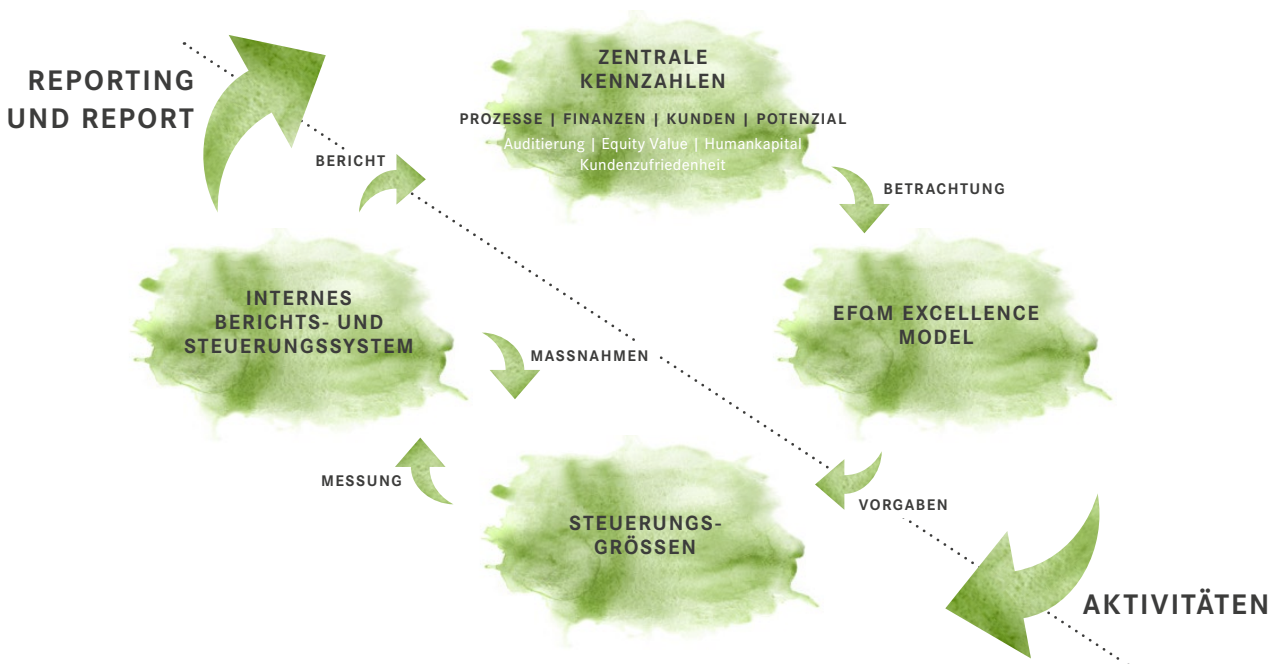 ZENTRALE
KENNZAHLEN
PROZESSE | FINANZEN | KUNDEN | POTENZIAL
Auditierung | Equity Value | Humankapital
Kundenzufriedenheit
REPORTING
UND REPORT
BERICHT
BETRACHTUNG
INTERNES
BERICHTS- UND
STEUERUNGSSYSTEM
EFQM EXCELLENCE
MODEL
MASSNAHMEN
MESSUNG
VORGABEN
STEUERUNGS-
GRÖSSEN
AKTIVITÄTEN